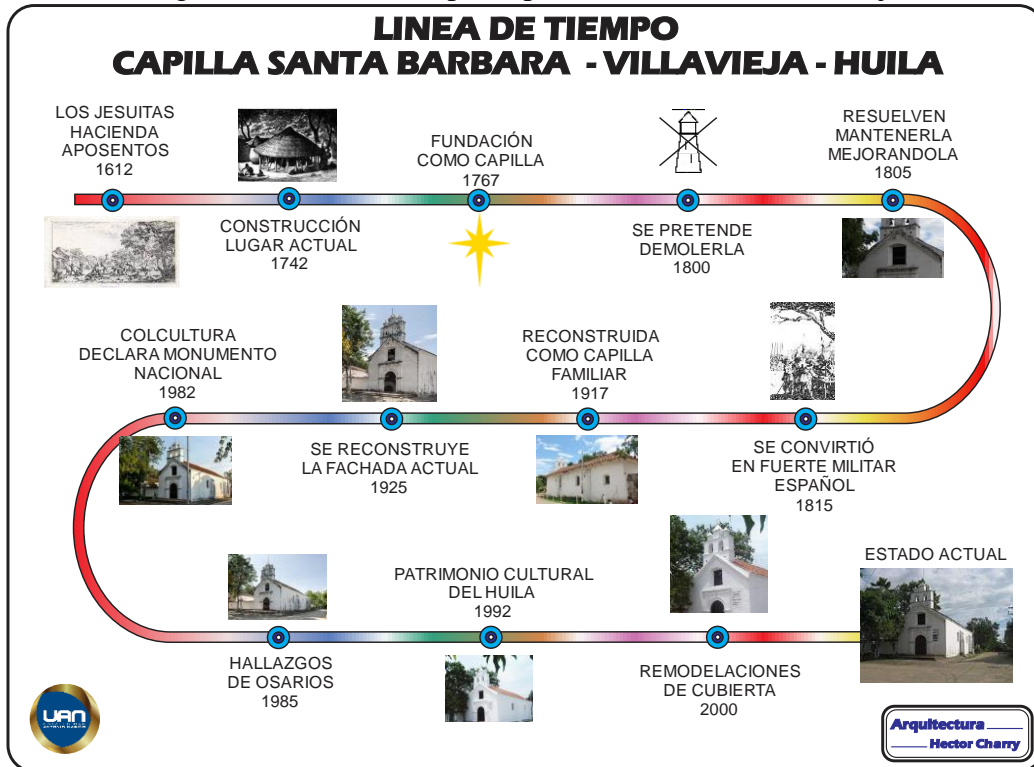 LINEA DE TIEMPO
CAPILLA SANTA BARBARA - VILLAVIEJA - HUILA
LOS JESUITAS
HACIENDA
APOSENTOS
1612
CONSTRUCCIÓN
LUGAR ACTUAL
1742
FUNDACIÓN
COMO CAPILLA
1767
SE PRETENDE
DEMOLERLA
1800
RESUELVEN
MANTENERLA
MEJORANDOLA
1805
SE CONVIRTIÓ
EN FUERTE MILITAR
ESPAÑOL
1815
RECONSTRUIDA
COMO CAPILLA
FAMILIAR
1917
SE RECONSTRUYE
LA FACHADA ACTUAL
1925
COLCULTURA
DECLARA MONUMENTO
NACIONAL
1982
HALLAZGOS
DE OSARIOS
1985
PATRIMONIO CULTURAL
DEL HUILA
1992
REMODELACIONES
DE CUBIERTA
2000
ESTADO ACTUAL
UAN
Arquitectura
Hector Charry